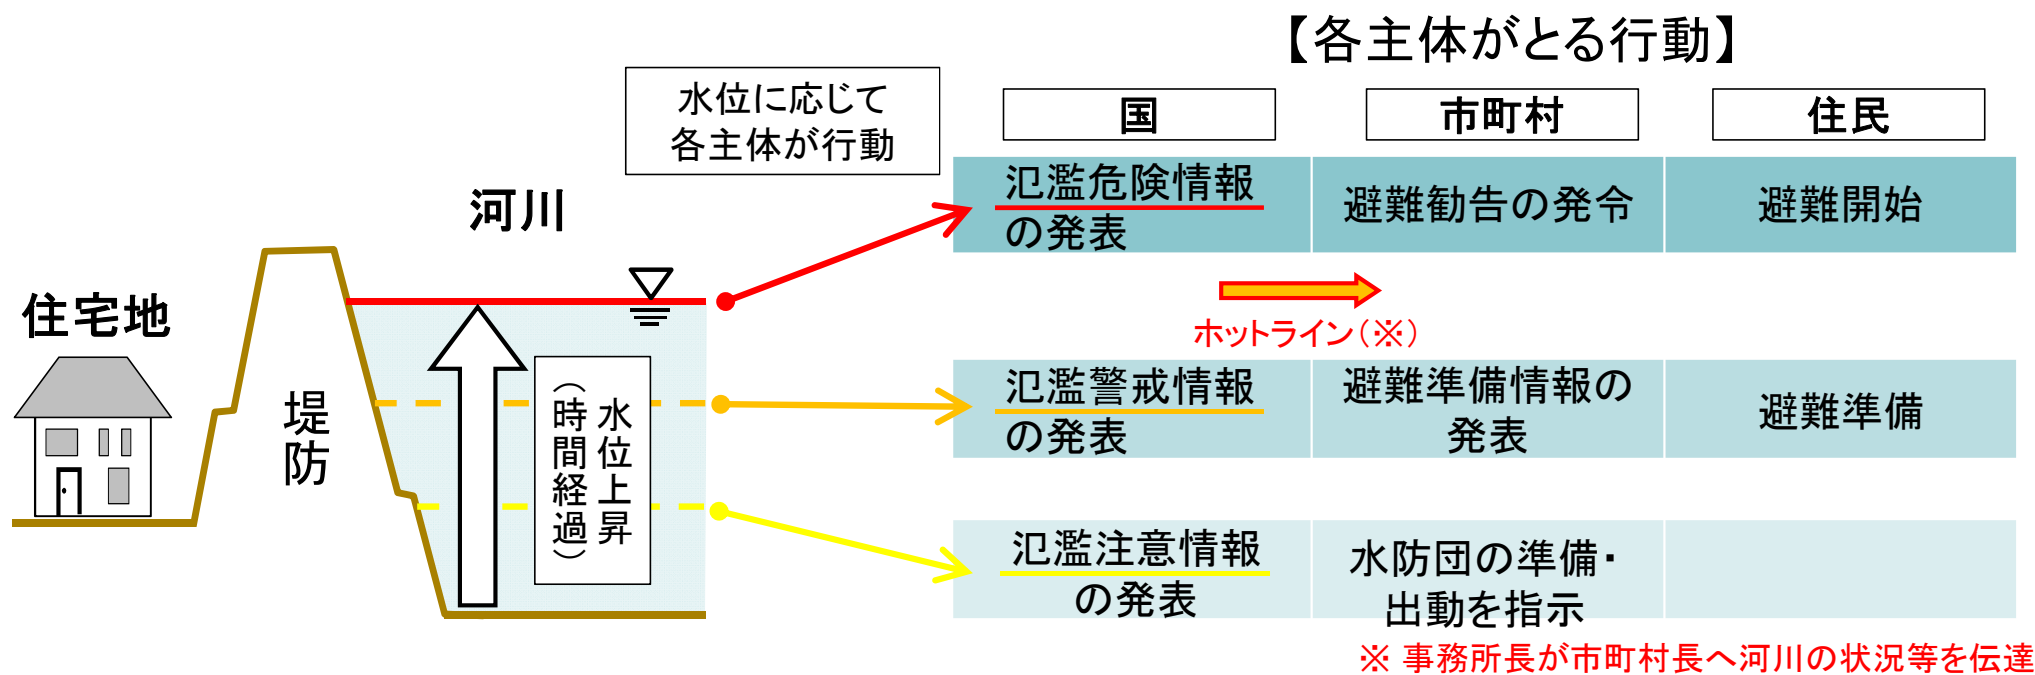 【各主体がとる行動】
水位に応じて
各主体が行動
国
市町村
住民
河川
住宅地
堤防
水位上昇
（時間経過）
氾濫危険情報
の発表
避難勧告の発令
避難開始
ホットライン（※）
氾濫警戒情報
の発表
避難準備情報の
発表
避難準備
氾濫注意情報
の発表
水防団の準備・
出動を指示
※ 事務所長が市町村長へ河川の状況等を伝達